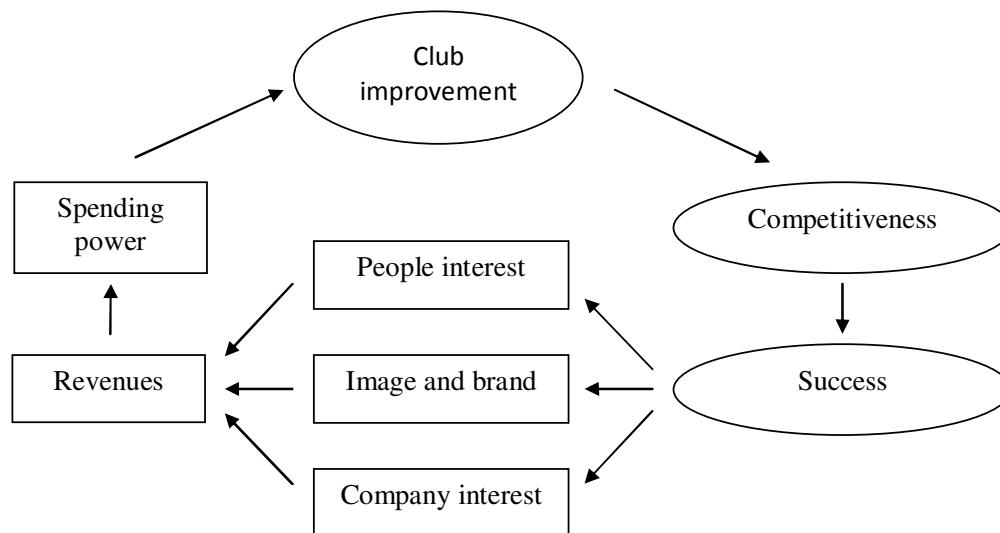 Club
improvement
Spending
power
Competitiveness
People interest
Revenues
Image and brand
Success
Company interest